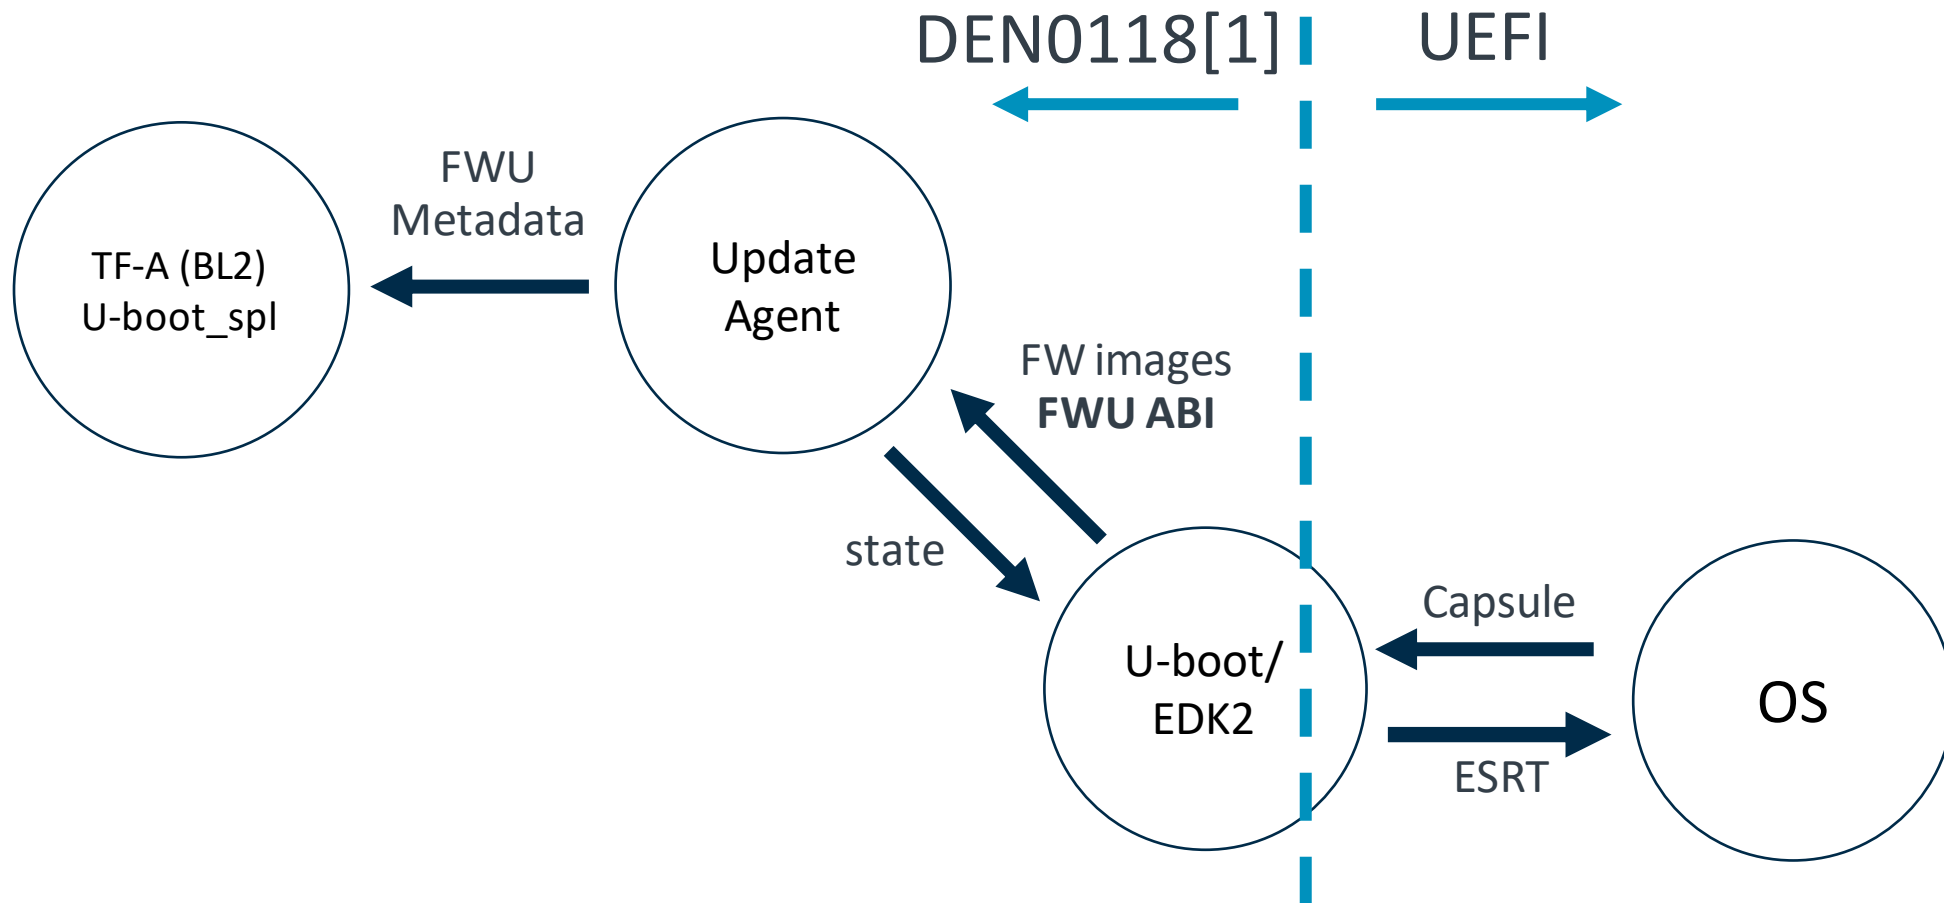 DEN0118[1]
UEFI
FWU
Metadata
TF-A (BL2)
U-boot_spl
Update
Agent
FW images
FWU ABI
state
U-boot/
EDK2
Capsule
ESRT
OS